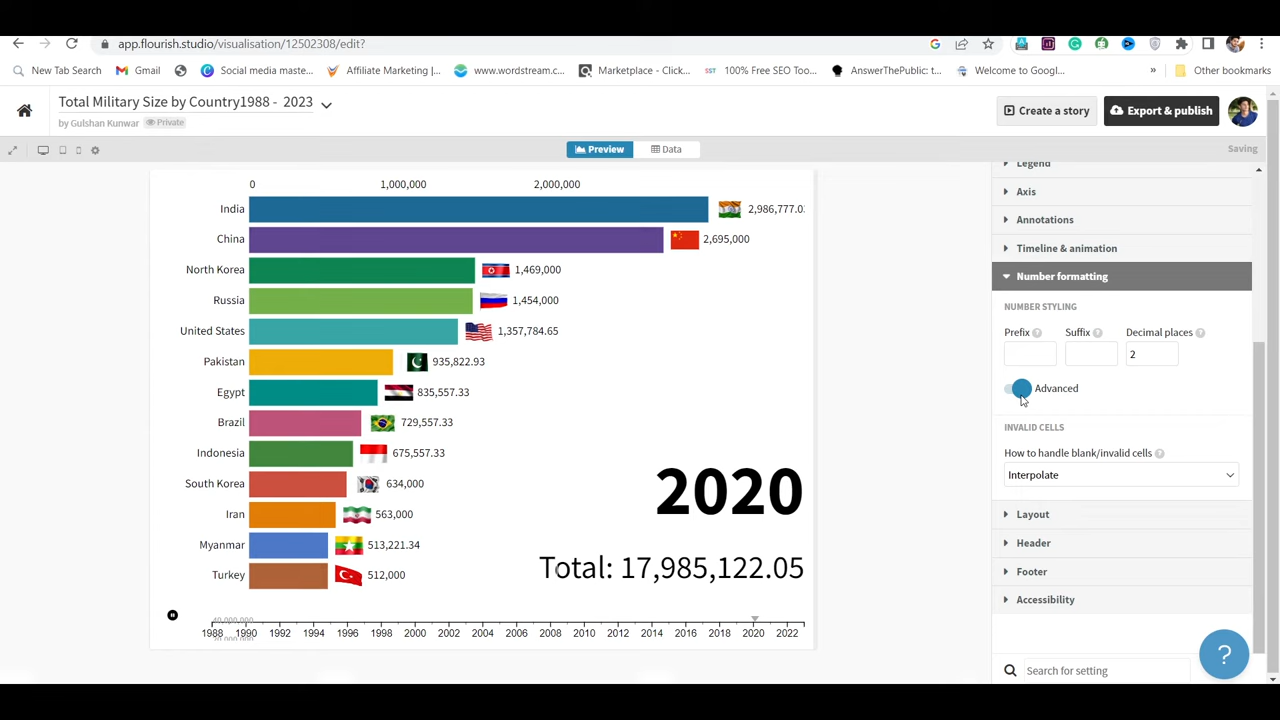 app.flourish.studio/visualisation/12502308/edit?
New Tab Search
Gmail
Social media maste...
Affiliate Marketing |...
www.wordstream.c...
Marketplace - Click...
SST 100% Free SEO Too...
AnswerThePublic: t...
Welcome to Googl...
»
Other bookmarks
Total Military Size by Country1988 - 2023
by Gulshan Kunwar Private
Create a story
Export & publish
Preview
Data
Saving
0 1,000,000 2,000,000
India 2,986,777.0
China 2,695,000
North Korea 1,469,000
Russia 1,454,000
United States 1,357,784.65
Pakistan 935,822.93
Egypt 835,557.33
Brazil 729,557.33
Indonesia 675,557.33
South Korea 634,000
Iran 563,000
Myanmar 513,221.34
Turkey 512,000
2020
Total: 17,985,122.05
1988 1990 1992 1994 1996 1998 2000 2002 2004 2006 2008 2010 2012 2014 2016 2018 2020 2022
Legend
Axis
Annotations
Timeline & animation
Number formatting
NUMBER STYLING
Prefix ? Suffix ? Decimal places ?
2
Advanced
INVALID CELLS
How to handle blank/invalid cells ?
Interpolate
Layout
Header
Footer
Accessibility
?
Search for setting